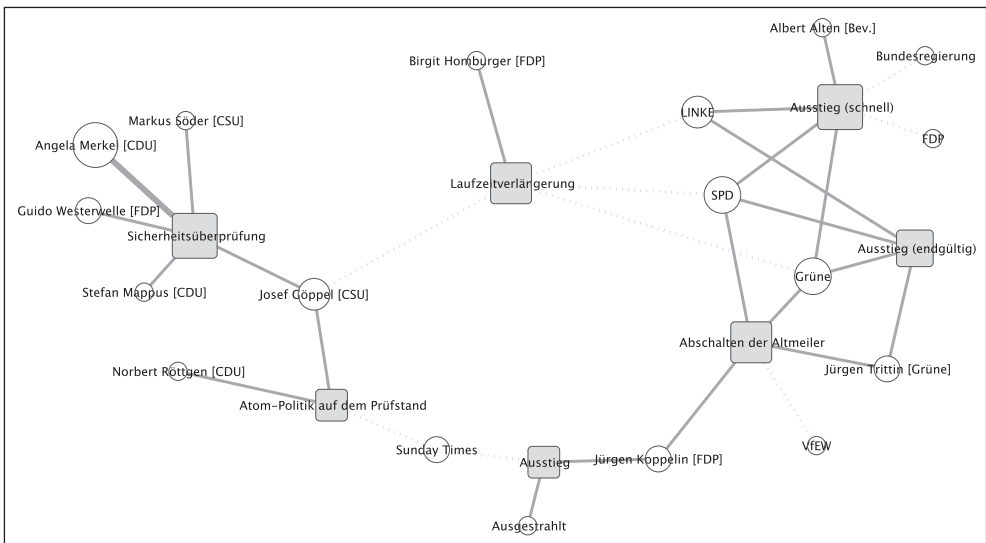 Albert Alten [Bev.]
Bundesregierung
Birgit Homburger [FDP]
Ausstieg (schnell)
LINKE
Markus Söder [CSU]
FDP
Angela Merkel [CDU]
Laufzeitverlängerung
SPD
Guido Westerwelle [FDP]
Sicherheitsüberprüfung
Ausstieg (endgültig)
Grüne
Stefan Mappus [CDU]
Josef Göppel [CSU]
Abschalten der Altmeiler
Norbert Röttgen [CDU]
Jürgen Trittin [Grüne]
Atom-Politik auf dem Prüfstand
VfEW
Sunday Times
Jürgen Koppelin [FDP]
Ausstieg
Ausgestrahlt